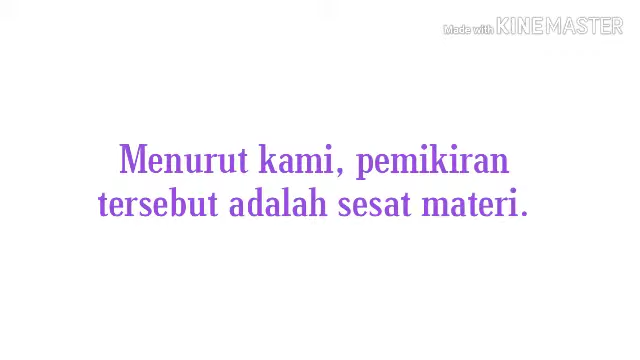 Made with KINEMASTER
Menurut kami, pemikiran
tersebut adalah sesat materi.